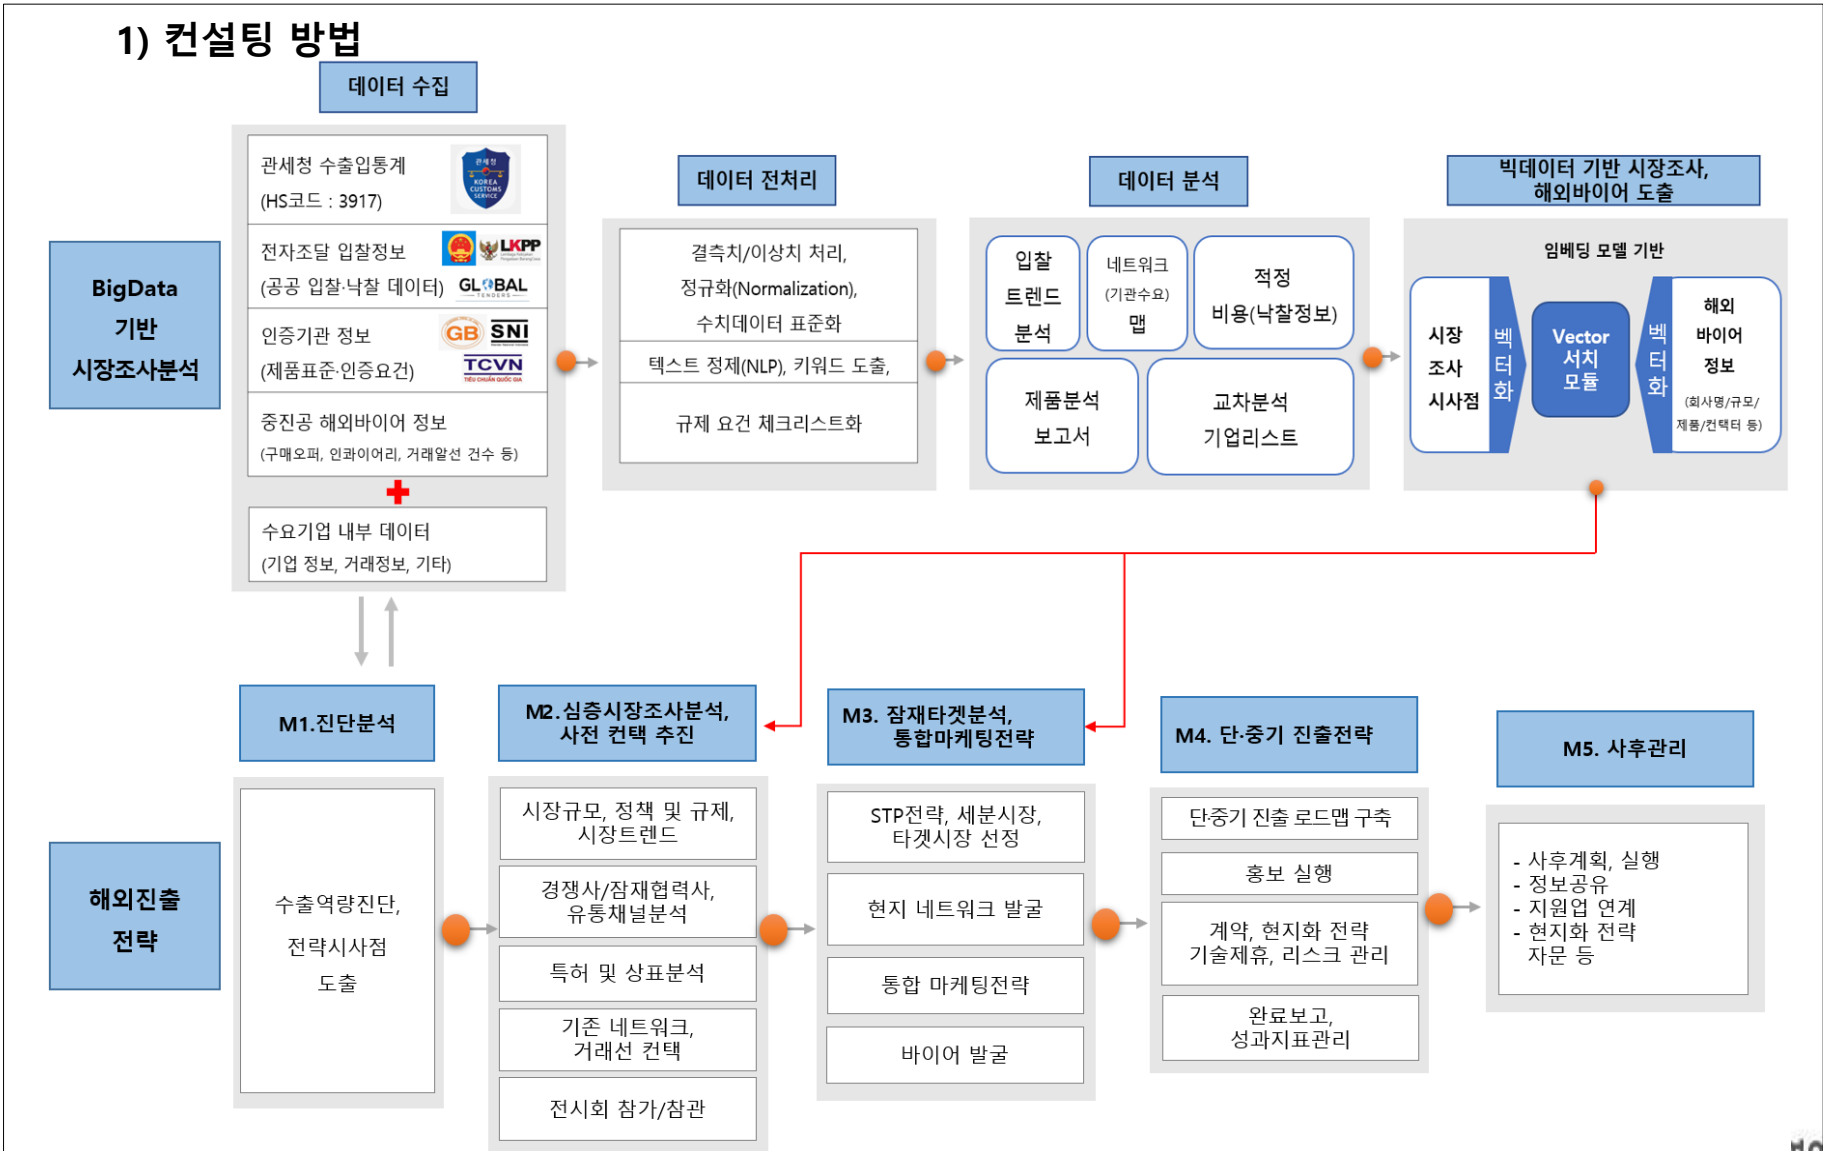 1) 컨설팅 방법
데이터 수집
관세청 수출입통계
(HS코드 : 3917)
관세청
KOREA
CUSTOMS
SERVICE
전자조달 입찰정보
(공공 입찰·낙찰 데이터)
LKPP
GLOBAL
TENDERS
인증기관 정보
(제품표준·인증요건)
GB
SNI
TCVN
TIÊU CHUẨN QUỐC GIA
중진공 해외바이어 정보
(구매오퍼, 인콰이어리, 거래알선 건수 등)
수요기업 내부 데이터
(기업 정보, 거래정보, 기타)
BigData
기반
시장조사분석
데이터 전처리
결측치/이상치 처리,
정규화(Normalization),
수치데이터 표준화
텍스트 정제(NLP), 키워드 도출,
규제 요건 체크리스트화
데이터 분석
입찰
트렌드
분석
네트워크
(기관수요)
맵
적정
비용(낙찰정보)
제품분석
보고서
교차분석
기업리스트
빅데이터 기반 시장조사,
해외바이어 도출
임베딩 모델 기반
시장
조사
시사점
벡
터
화
Vector
서치
모듈
벡
터
화
해외
바이어
정보
(회사명/규모/
제품/컨택터 등)
해외진출
전략
M1.진단분석
수출역량진단,
전략시사점
도출
M2.심층시장조사분석,
사전 컨택 추진
시장규모, 정책 및 규제,
시장트렌드
경쟁사/잠재협력사,
유통채널분석
특허 및 상표분석
기존 네트워크,
거래선 컨택
전시회 참가/참관
M3. 잠재타겟분석,
통합마케팅전략
STP전략, 세분시장,
타겟시장 선정
현지 네트워크 발굴
통합 마케팅전략
바이어 발굴
M4. 단·중기 진출전략
단·중기 진출 로드맵 구축
홍보 실행
계약, 현지화 전략
기술제휴, 리스크 관리
완료보고,
성과지표관리
M5. 사후관리
- 사후계획, 실행
- 정보공유
- 지원업 연계
- 현지화 전략
자문 등